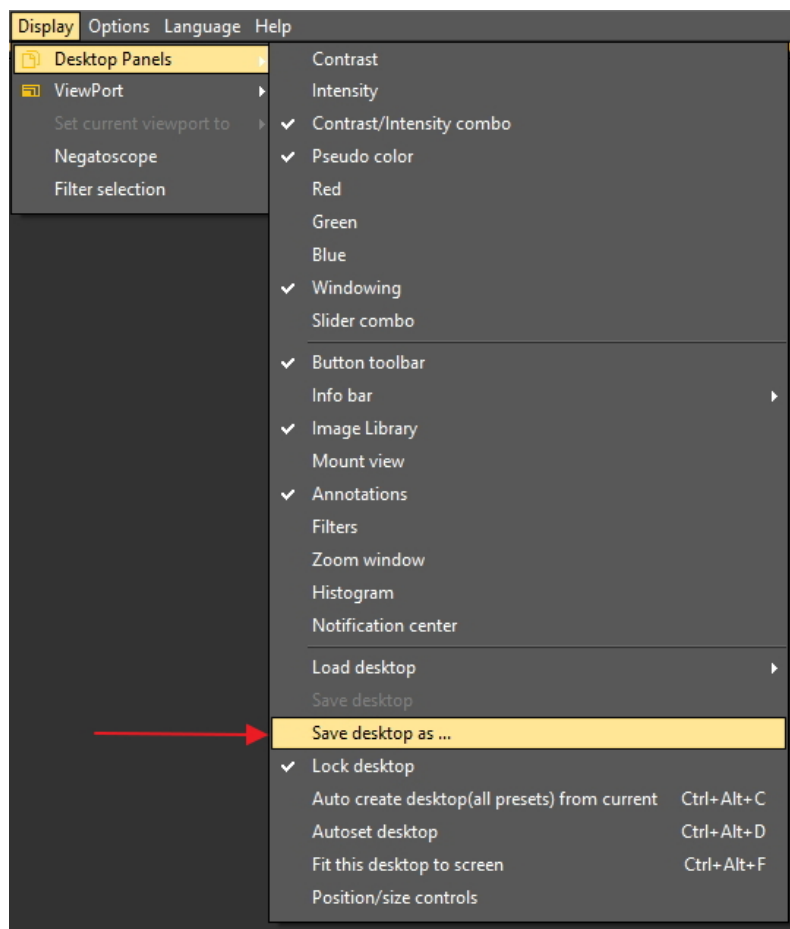 Display Options Language Help
Desktop Panels
ViewPort
Set current viewport to
Negatoscope
Filter selection
Contrast
Intensity
Contrast/Intensity combo
Pseudo color
Red
Green
Blue
Windowing
Slider combo
Button toolbar
Info bar
Image Library
Mount view
Annotations
Filters
Zoom window
Histogram
Notification center
Load desktop
Save desktop
Save desktop as ...
Lock desktop
Auto create desktop(all presets) from current Ctrl+Alt+C
Autoset desktop Ctrl+Alt+D
Fit this desktop to screen Ctrl+Alt+F
Position/size controls